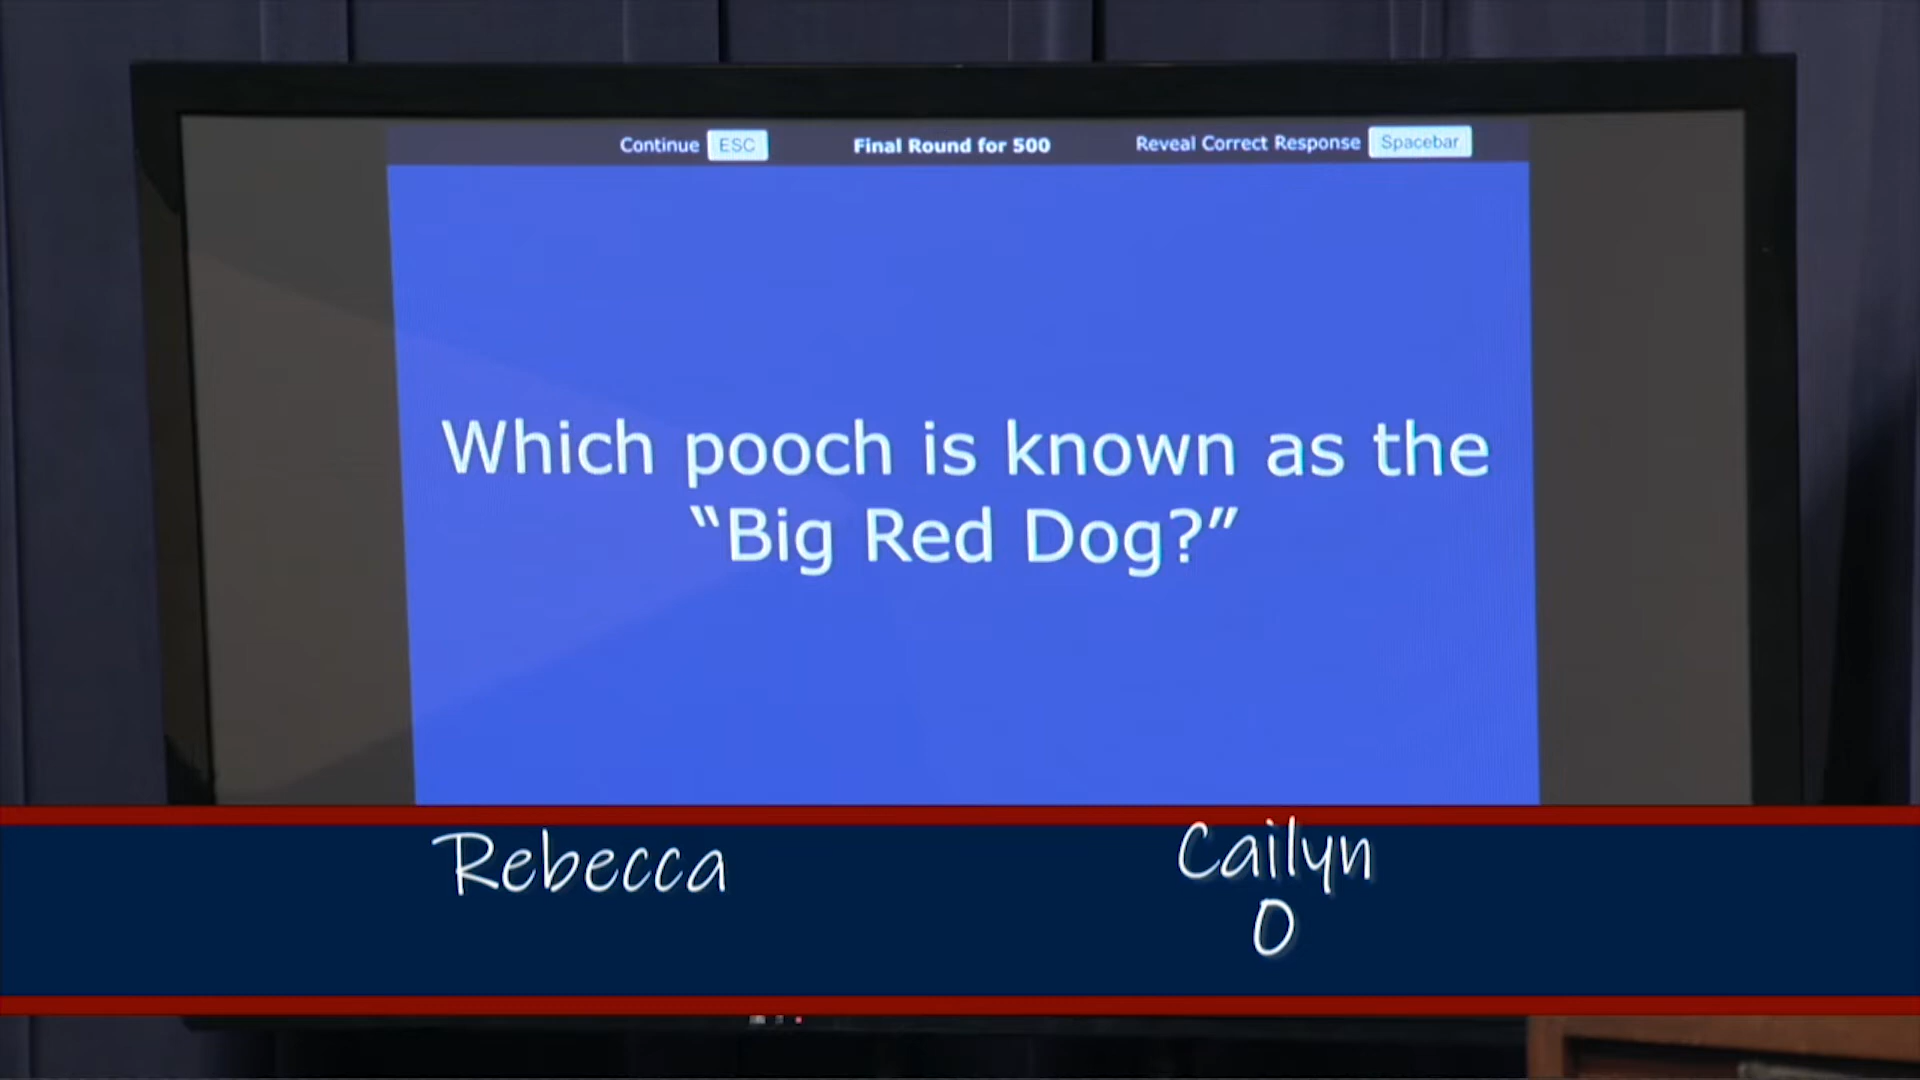 Continue ESC Final Round for 500 Reveal Correct Response Spacebar
Which pooch is known as the
“Big Red Dog?”
Rebecca Cailyn
0